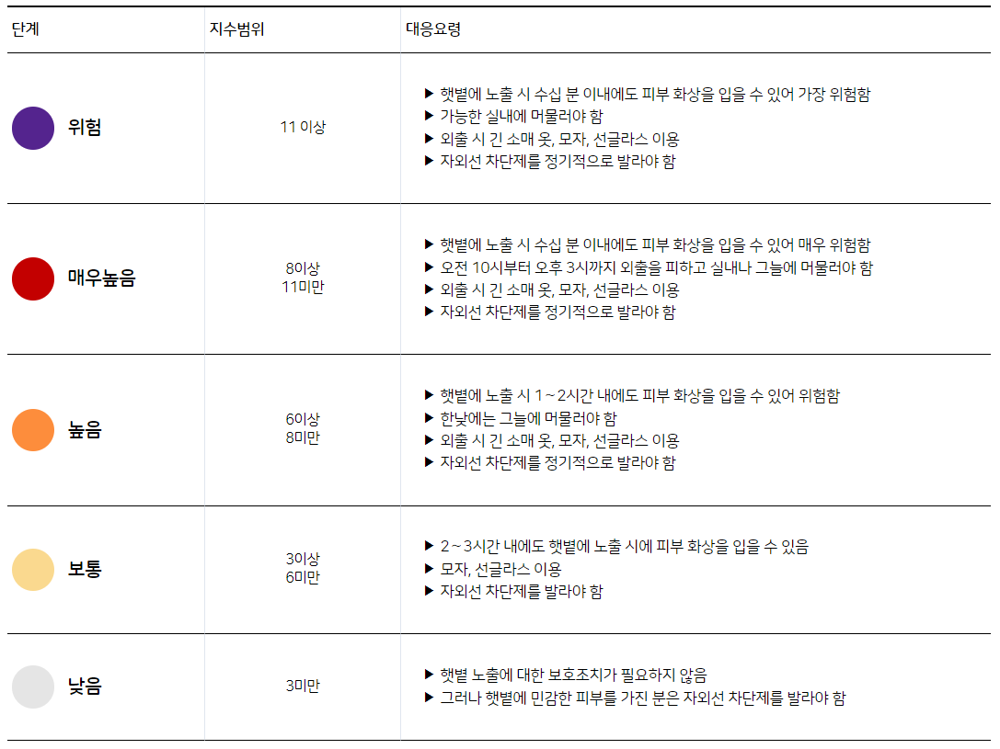 단계 지수범위 대응요령
위험
11 이상
▶ 햇볕에 노출 시 수십 분 이내에도 피부 화상을 입을 수 있어 가장 위험함
▶ 가능한 실내에 머물러야 함
▶ 외출 시 긴 소매 옷, 모자, 선글라스 이용
▶ 자외선 차단제를 정기적으로 발라야 함
매우높음
8이상
11미만
▶ 햇볕에 노출 시 수십 분 이내에도 피부 화상을 입을 수 있어 매우 위험함
▶ 오전 10시부터 오후 3시까지 외출을 피하고 실내나 그늘에 머물러야 함
▶ 외출 시 긴 소매 옷, 모자, 선글라스 이용
▶ 자외선 차단제를 정기적으로 발라야 함
높음
6이상
8미만
▶ 햇볕에 노출 시 1~2시간 내에도 피부 화상을 입을 수 있어 위험함
▶ 한낮에는 그늘에 머물러야 함
▶ 외출 시 긴 소매 옷, 모자, 선글라스 이용
▶ 자외선 차단제를 정기적으로 발라야 함
보통
3이상
6미만
▶ 2~3시간 내에도 햇볕에 노출 시에 피부 화상을 입을 수 있음
▶ 모자, 선글라스 이용
▶ 자외선 차단제를 발라야 함
낮음
3미만
▶ 햇볕 노출에 대한 보호조치가 필요하지 않음
▶ 그러나 햇볕에 민감한 피부를 가진 분은 자외선 차단제를 발라야 함